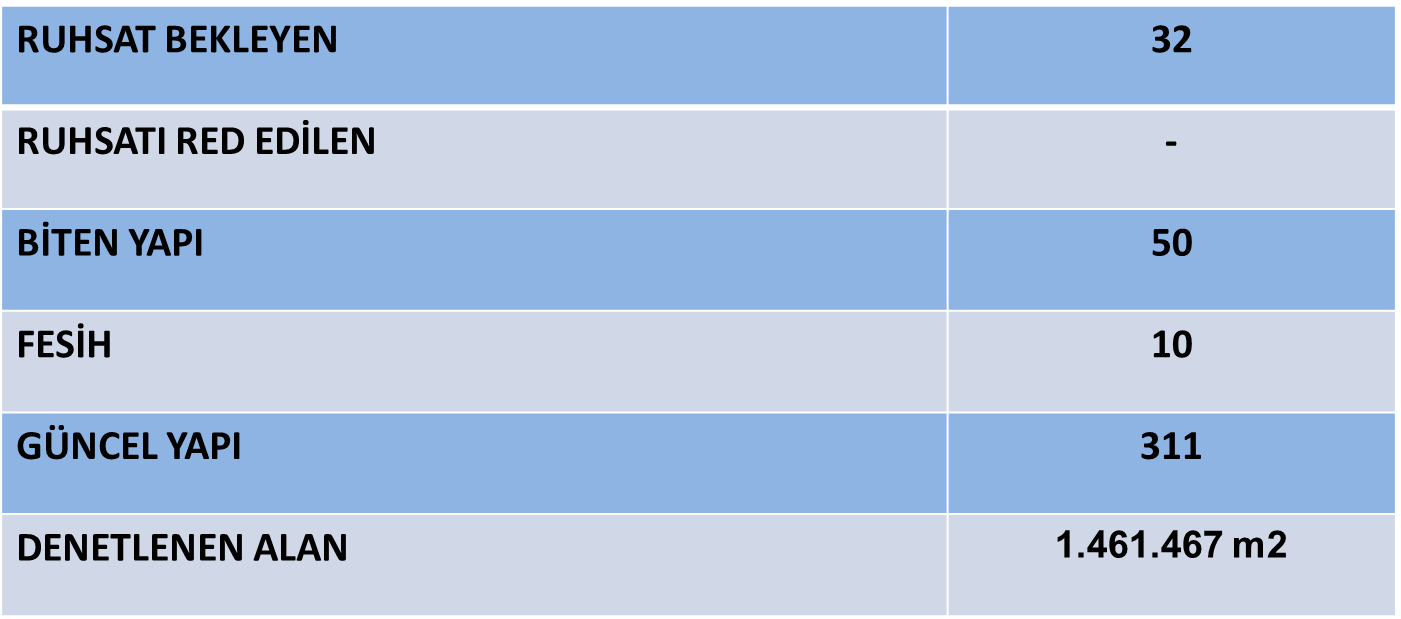 RUHSAT BEKLEYEN 32
RUHSATI RED EDİLEN -
BİTEN YAPI 50
FESİH 10
GÜNCEL YAPI 311
DENETLENEN ALAN 1.461.467 m2